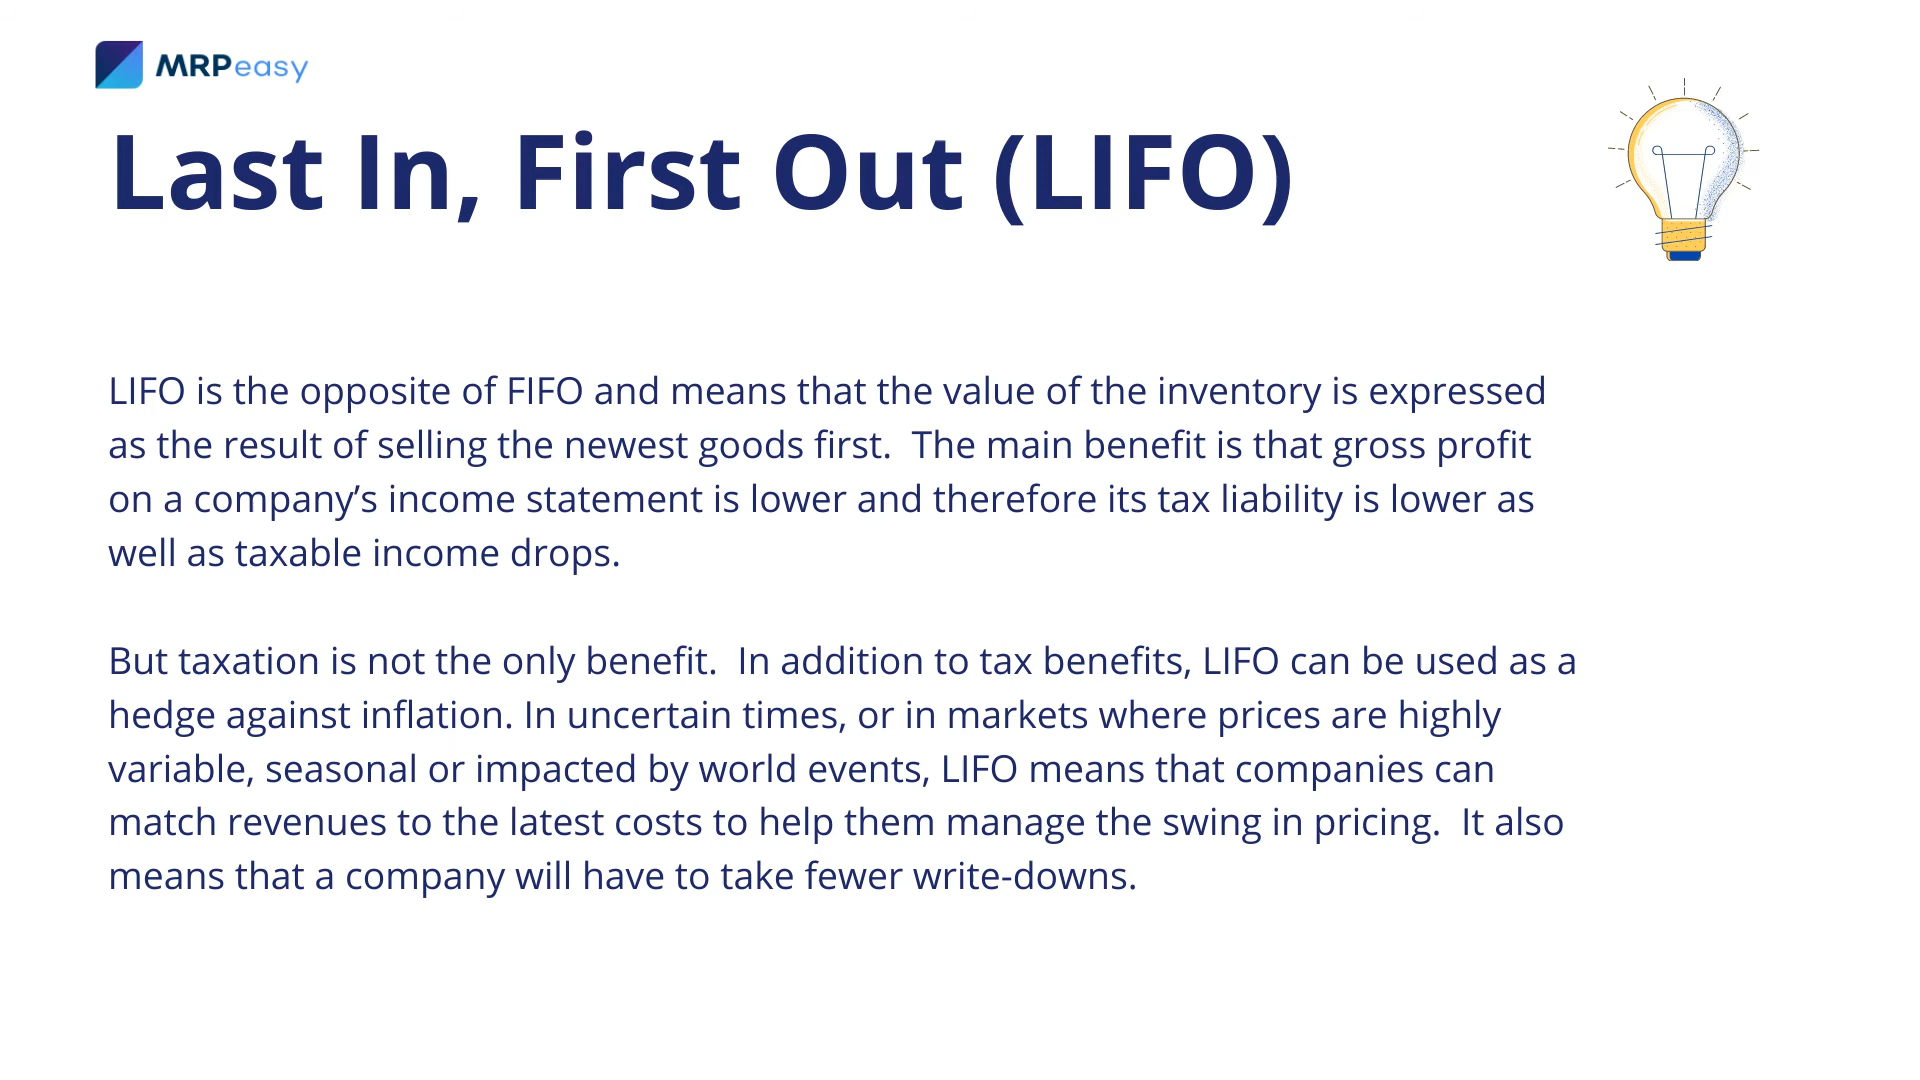 MRPeasy
Last In, First Out (LIFO)
LIFO is the opposite of FIFO and means that the value of the inventory is expressed
as the result of selling the newest goods first.  The main benefit is that gross profit
on a company’s income statement is lower and therefore its tax liability is lower as
well as taxable income drops.
But taxation is not the only benefit.  In addition to tax benefits, LIFO can be used as a
hedge against inflation. In uncertain times, or in markets where prices are highly
variable, seasonal or impacted by world events, LIFO means that companies can
match revenues to the latest costs to help them manage the swing in pricing.  It also
means that a company will have to take fewer write-downs.